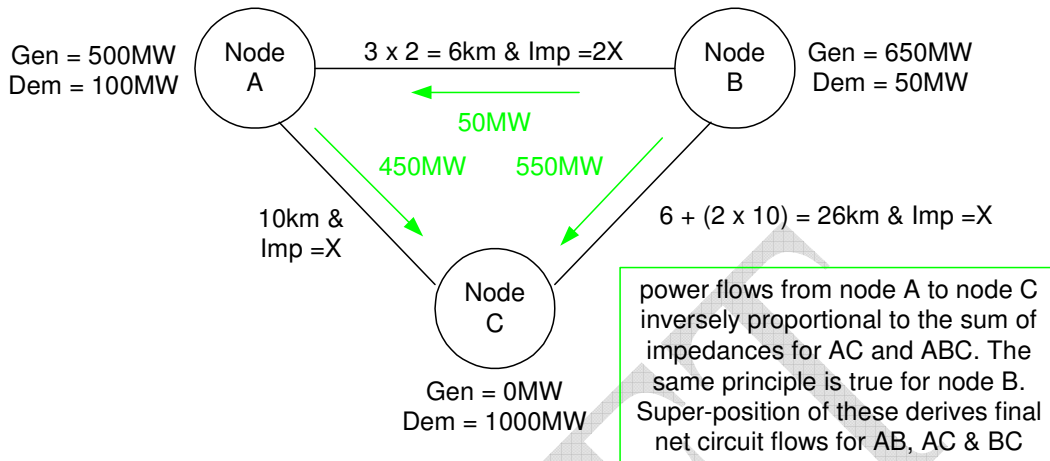 Gen = 500MW
Dem = 100MW
Node
A
3 x 2 = 6km & Imp =2X
Node
B
Gen = 650MW
Dem = 50MW
50MW
450MW
550MW
10km &
Imp =X
6 + (2 x 10) = 26km & Imp =X
Node
C
Gen = 0MW
Dem = 1000MW
power flows from node A to node C
inversely proportional to the sum of
impedances for AC and ABC. The
same principle is true for node B.
Super-position of these derives final
net circuit flows for AB, AC & BC